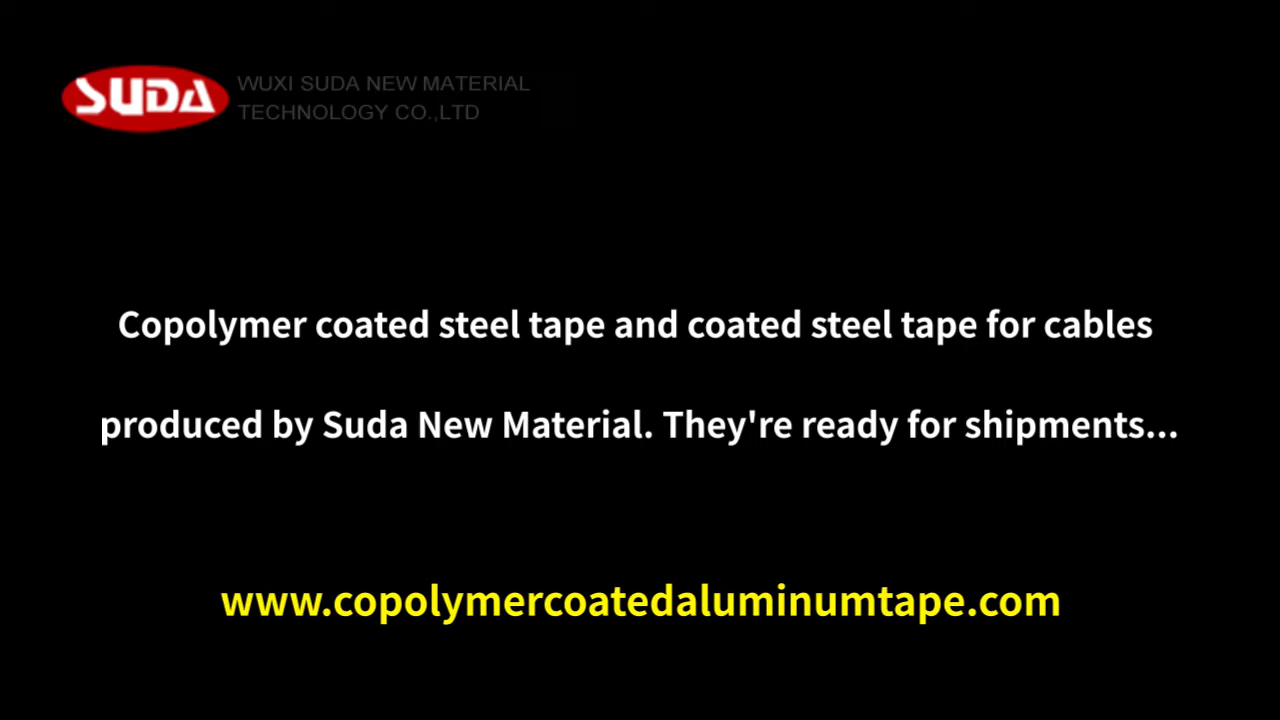 SUDA
WUXI SUDA NEW MATERIAL
TECHNOLOGY CO.,LTD
Copolymer coated steel tape and coated steel tape for cables
produced by Suda New Material. They're ready for shipments...
www.copolymercoatedaluminumtape.com